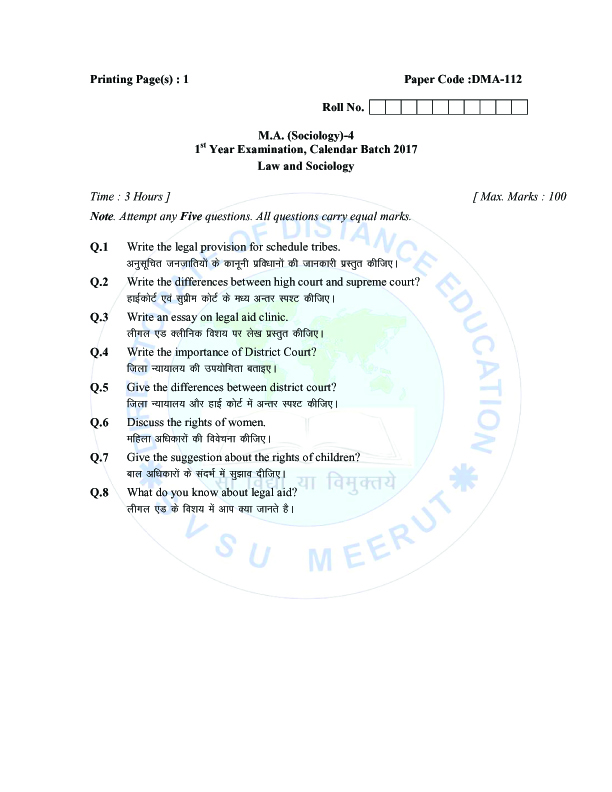 Printing Page(s) : 1 Paper Code :DMA-112
Roll No.
M.A. (Sociology)-4
1st Year Examination, Calendar Batch 2017
Law and Sociology
Time : 3 Hours ] [ Max. Marks : 100
Note. Attempt any Five questions. All questions carry equal marks.
Q.1 Write the legal provision for schedule tribes.
अनुसूचित जनज़ातियों के कानूनी प्रविधानों की जानकारी प्रस्तुत कीजिए।
Q.2 Write the differences between high court and supreme court?
हाईकोर्ट एवं सुप्रीम कोर्ट के मध्य अन्तर स्पश्ट कीजिए।
Q.3 Write an essay on legal aid clinic.
लीगल एड क्लीनिक विशय पर लेख प्रस्तुत कीजिए।
Q.4 Write the importance of District Court?
जिला न्यायालय की उपयोगिता बताइए।
Q.5 Give the differences between district court?
जिला न्यायालय और हाई कोर्ट में अन्तर स्पश्ट कीजिए।
Q.6 Discuss the rights of women.
महिला अधिकारों की विवेचना कीजिए।
Q.7 Give the suggestion about the rights of children?
बाल अधिकारों के संदर्भ में सुझाव दीजिए।
Q.8 What do you know about legal aid?
लीगल एड के विशय में आप क्या जानते है।
DIRECTORATE OF DISTANCE EDUCATION
सा विद्या या विमुक्तये
SVSU MEERUT